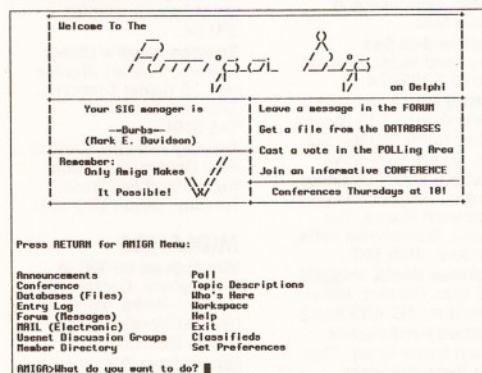 Welcome To The
on Delphi
Your SIG manager is
-=Burbs=-
(Mark E. Davidson)
Leave a message in the FORUM
Get a file from the DATABASES
Cast a vote in the POLLing Area
Join an informative CONFERENCE
Remember:
Only Amiga Makes
It Possible!
Conferences Thursdays at 10!
Press RETURN for AMIGA Menu:
Announcements Poll
Conference Topic Descriptions
Databases (Files) Who's Here
Entry Log Workspace
Forum (Messages) Help
MAIL (Electronic) Exit
Usenet Discussion Groups Classifieds
Member Directory Set Preferences
AMIGA>What do you want to do?